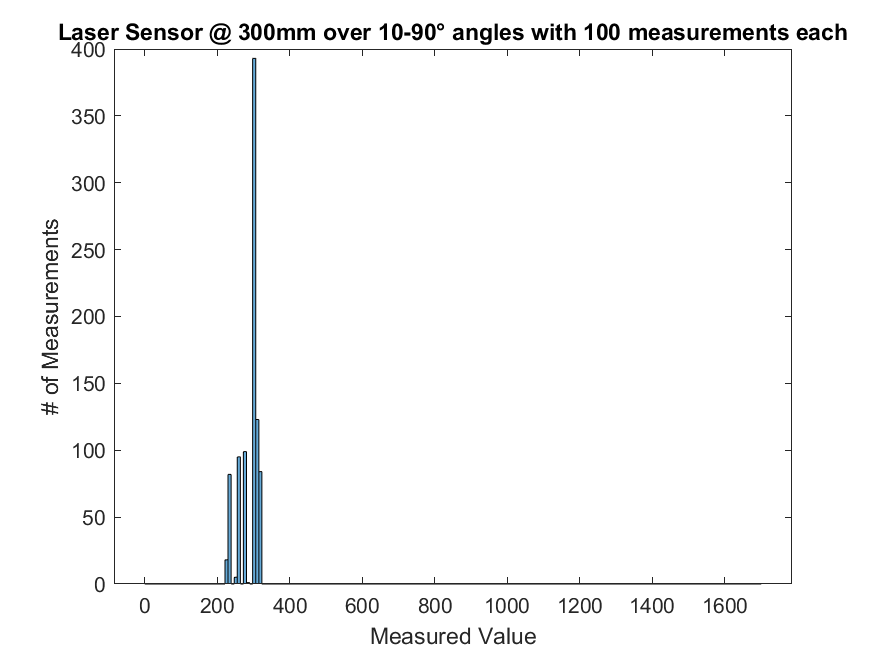 Laser Sensor @ 300mm over 10-90° angles with 100 measurements each
400
350
300
250
200
150
100
50
0
# of Measurements
0 200 400 600 800 1000 1200 1400 1600
Measured Value